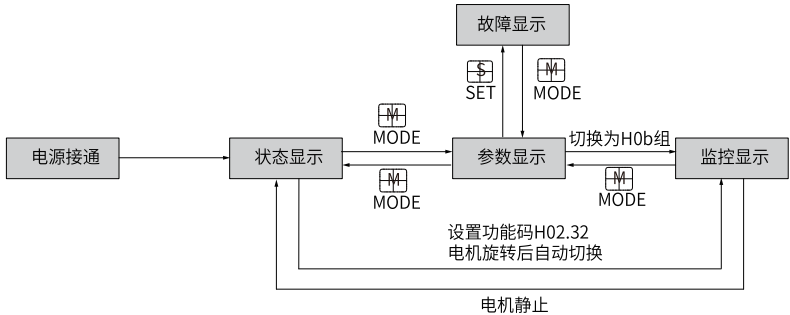 故障显示
S
SET
M
MODE
M
MODE
电源接通
状态显示
参数显示
切换为H0b组
监控显示
M
MODE
M
MODE
设置功能码H02.32
电机旋转后自动切换
电机静止